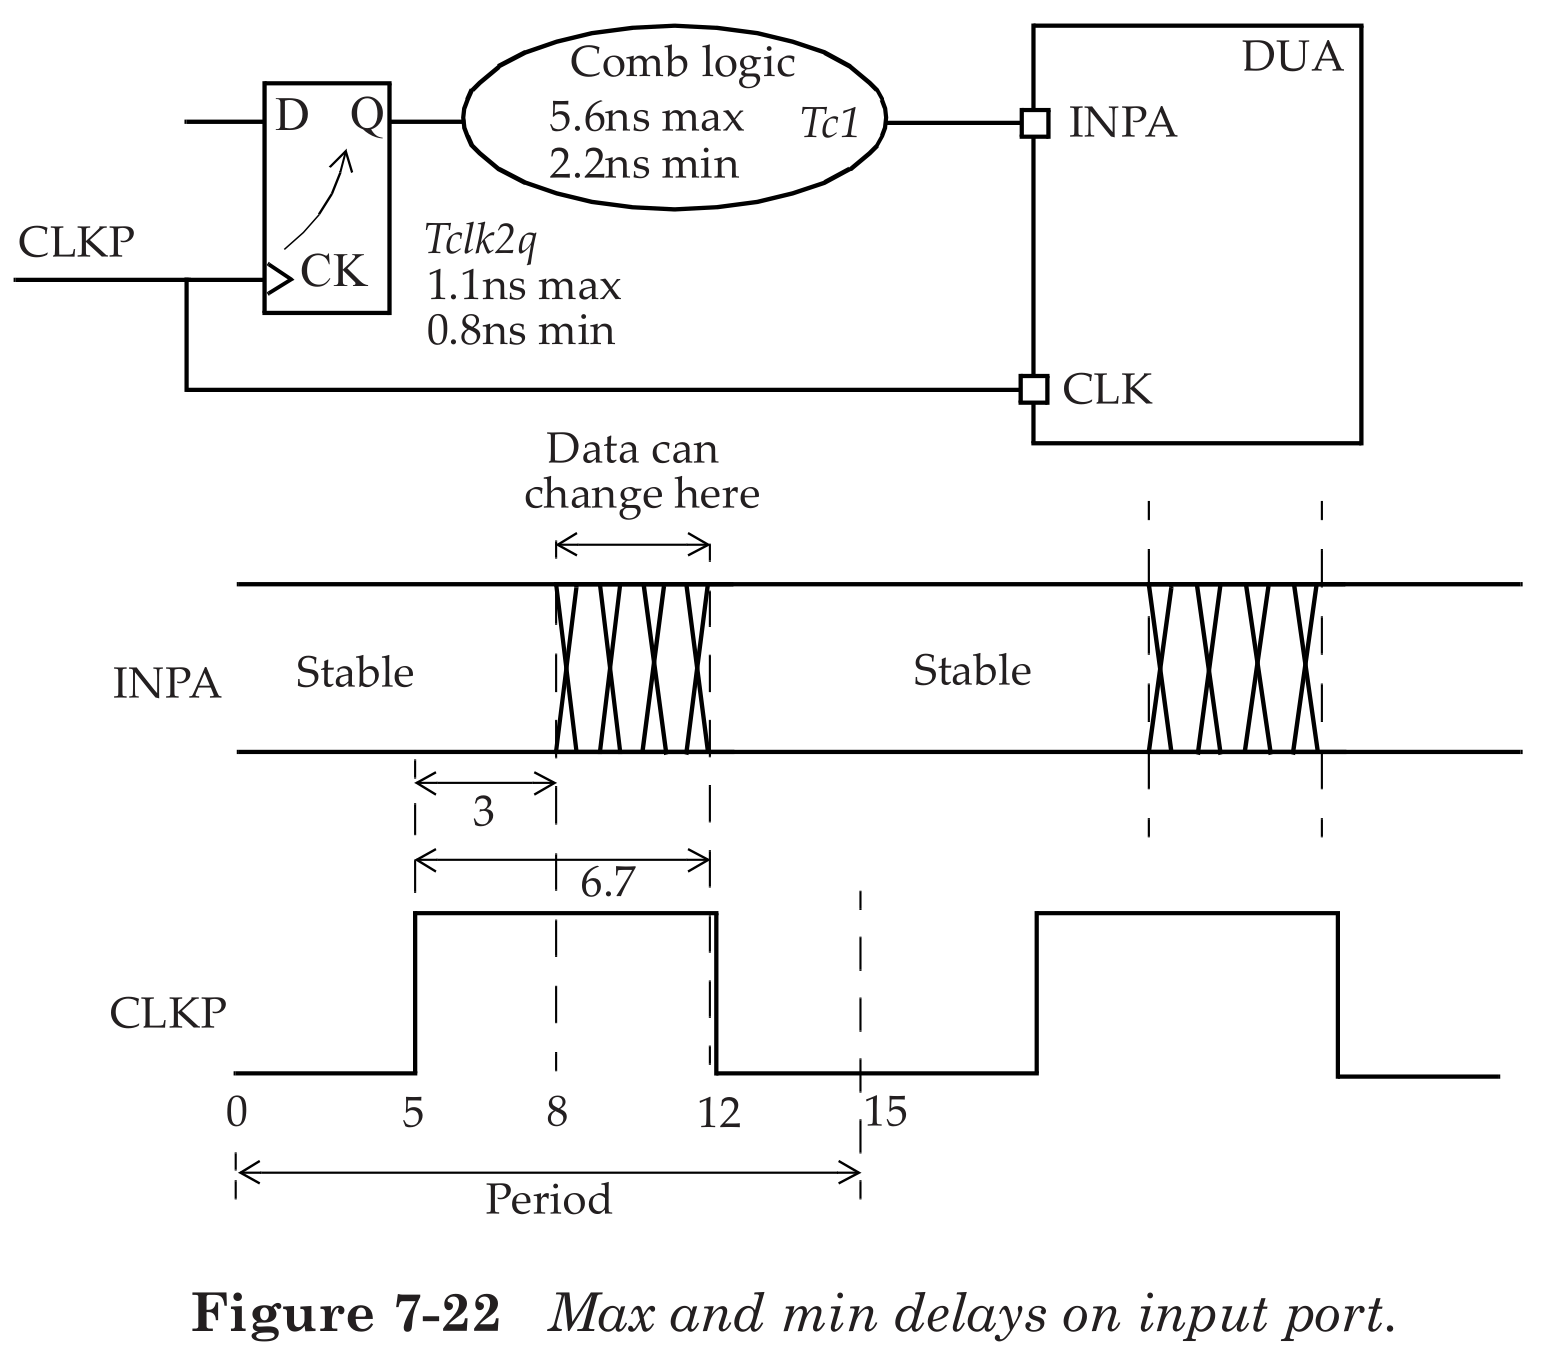 Comb logic
DUA
D Q
5.6ns max
Tc1
INPA
2.2ns min
CLKP
Tclk2q
CK
1.1ns max
0.8ns min
CLK
Data can
change here
INPA
Stable
Stable
3
6.7
CLKP
0 5 8 12 15
Period
Figure 7-22 Max and min delays on input port.